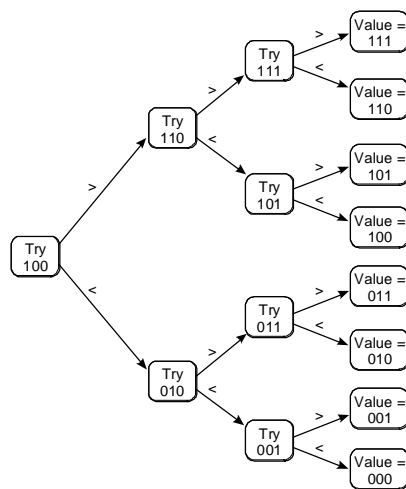 Try
100
>
<
Try
110
>
<
Try
111
>
<
Value =
111
Value =
110
Try
101
>
<
Value =
101
Value =
100
Try
010
>
<
Try
011
>
<
Value =
011
Value =
010
Try
001
>
<
Value =
001
Value =
000